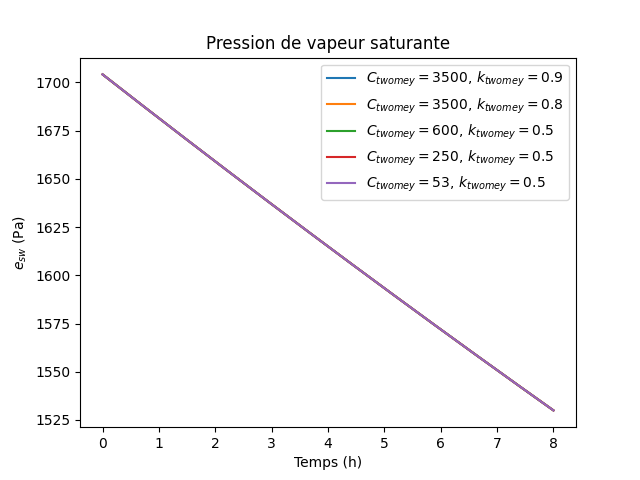 Pression de vapeur saturante
1700
1675
1650
1625
1600
1575
1550
1525
e_sw (Pa)
C_twomey = 3500, k_twomey = 0.9
C_twomey = 3500, k_twomey = 0.8
C_twomey = 600, k_twomey = 0.5
C_twomey = 250, k_twomey = 0.5
C_twomey = 53, k_twomey = 0.5
0 1 2 3 4 5 6 7 8
Temps (h)